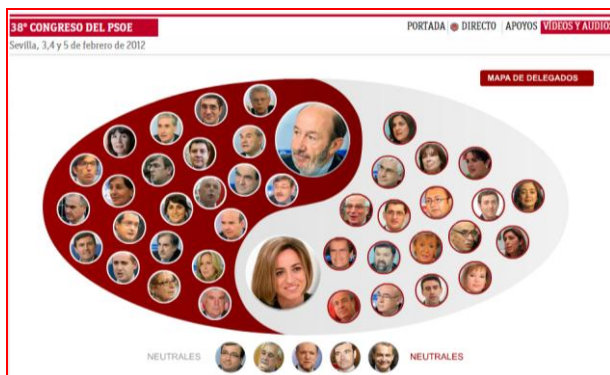 38º CONGRESO DEL PSOE
PORTADA DIRECTO APOYOS VÍDEOS Y AUDIOS
Sevilla, 3,4 y 5 de febrero de 2012
MAPA DE DELEGADOS
NEUTRALES NEUTRALES